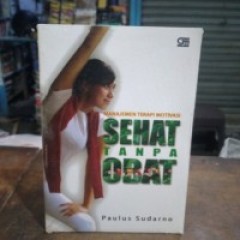 MANAJEMEN TERAPI MOTIVASI
SEHAT
TANPA
OBAT
Paulus Sudarno